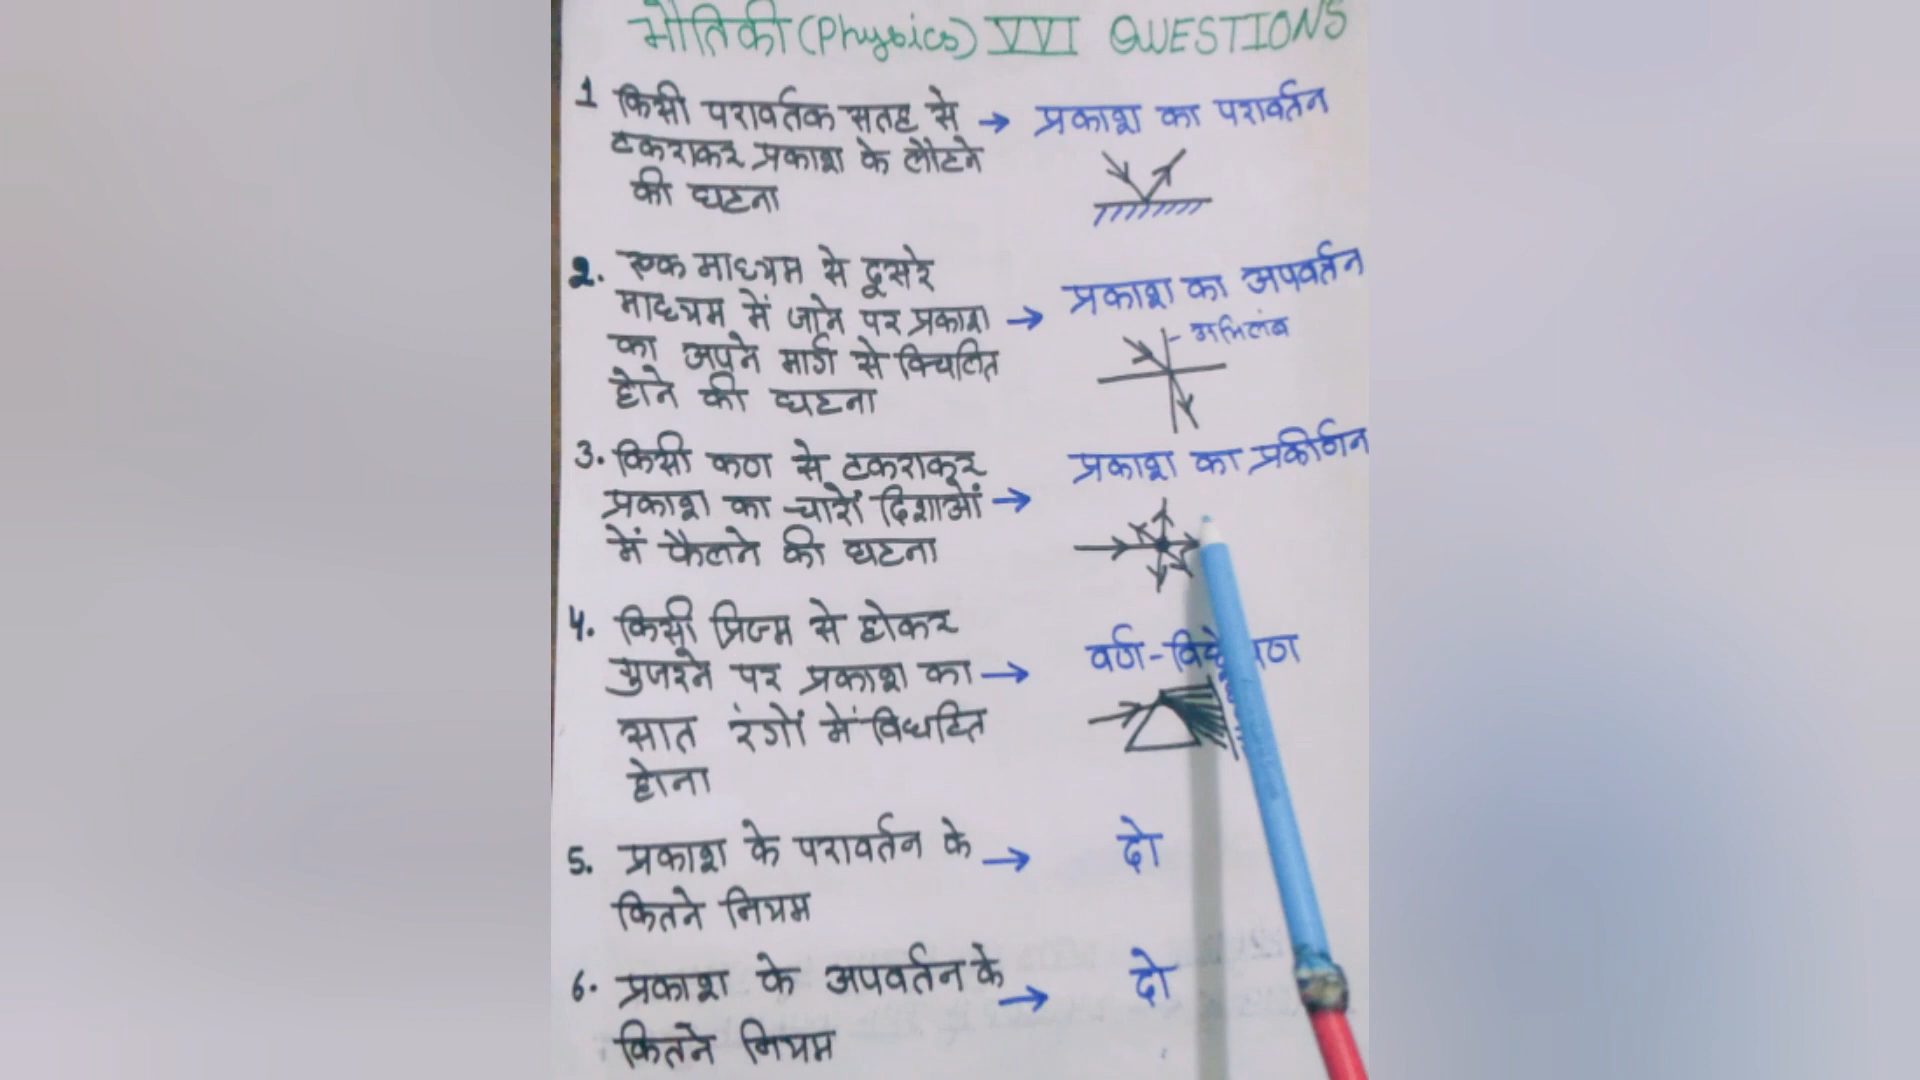 भौतिकी (Physics) VVI QUESTIONS
1 किसी परावर्तक सतह से → प्रकाश का परावर्तन
टकराकर प्रकाश के लौटने
की घटना
2. एक माध्यम से दूसरे
माध्यम में जाने पर प्रकाश → प्रकाश का अपवर्तन
का अपने मार्ग से विचलित
होने की घटना
- अभिलंब
3. किसी कण से टकराकर
प्रकाश का चारों दिशाओं → प्रकाश का प्रकीर्णन
में फैलने की घटना
4. किसी प्रिज्म से होकर
गुजरने पर प्रकाश का → वर्ण-
सात रंगों में विघटित
होना
5. प्रकाश के परावर्तन के → दो
कितने नियम
6. प्रकाश के अपवर्तन के → दो
कितने नियम